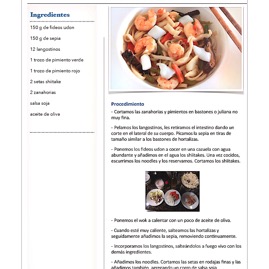 Ingredientes
150 g de fideos udon
150 g de sepia
12 langostinos
1 trozo de pimiento verde
1 trozo de pimiento rojo
2 setas shiitake
2 zanahorias
salsa soja
aceite de oliva
Procedimiento
- Cortamos las zanahorias y pimientos en bastones o juliana no
muy fina.
- Pelamos los langostinos, les retiramos el intestino dando un
corte en el lateral de su cuerpo. Picamos la sepia en tiras de
tamaño similar a los bastones de hortalizas.
- Ponemos los fideos udon a cocer en una cazuela con agua
abundante y añadimos en el agua los shiitakes. Una vez cocidos,
escurrimos los noodles y los reservamos. Cortamos los shiitakes.
- Ponemos el wok a calentar con un poco de aceite de oliva.
- Cuando esté muy caliente, salteamos las hortalizas y
seguidamente añadimos la sepia, removiendo continuamente.
- Incorporamos los langostinos, salteándolos a fuego vivo con los
demás ingredientes.
- Añadimos los noodles. Cortamos las setas en rodajas finas y las
añadimos también, agregando un poco de salsa soja